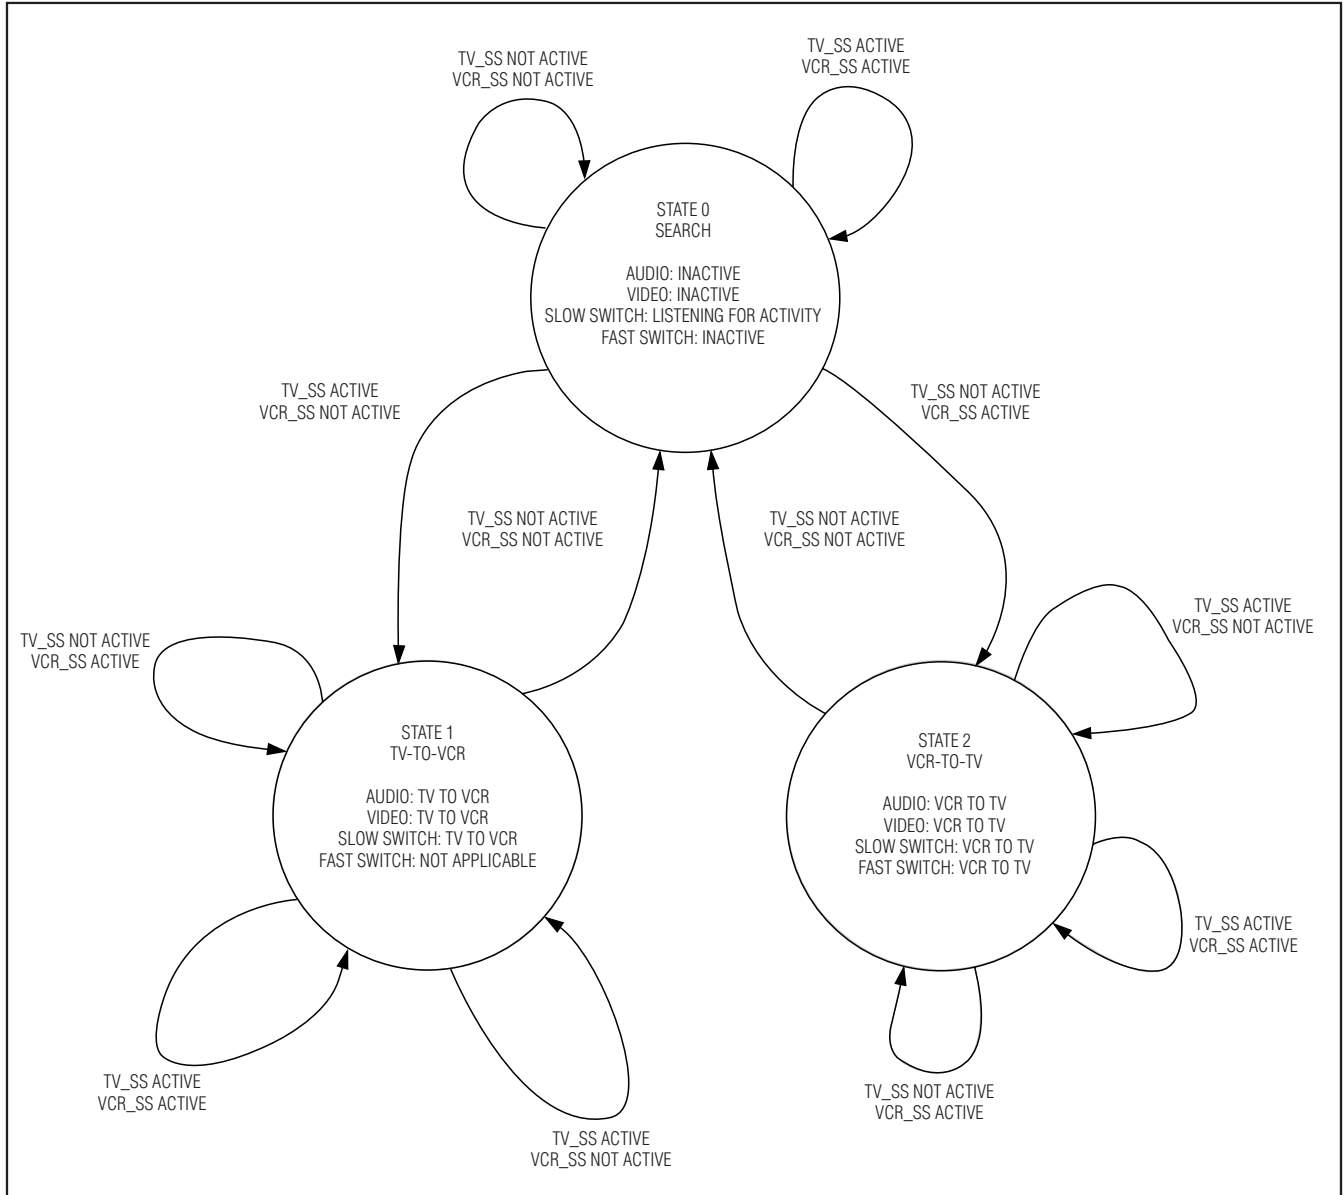 TV_SS NOT ACTIVE
VCR_SS NOT ACTIVE
TV_SS ACTIVE
VCR_SS ACTIVE
STATE 0
SEARCH
AUDIO: INACTIVE
VIDEO: INACTIVE
SLOW SWITCH: LISTENING FOR ACTIVITY
FAST SWITCH: INACTIVE
TV_SS ACTIVE
VCR_SS NOT ACTIVE
TV_SS NOT ACTIVE
VCR_SS ACTIVE
TV_SS NOT ACTIVE
VCR_SS NOT ACTIVE
TV_SS NOT ACTIVE
VCR_SS NOT ACTIVE
TV_SS NOT ACTIVE
VCR_SS ACTIVE
TV_SS ACTIVE
VCR_SS NOT ACTIVE
STATE 1
TV-TO-VCR
AUDIO: TV TO VCR
VIDEO: TV TO VCR
SLOW SWITCH: TV TO VCR
FAST SWITCH: NOT APPLICABLE
STATE 2
VCR-TO-TV
AUDIO: VCR TO TV
VIDEO: VCR TO TV
SLOW SWITCH: VCR TO TV
FAST SWITCH: VCR TO TV
TV_SS ACTIVE
VCR_SS ACTIVE
TV_SS ACTIVE
VCR_SS ACTIVE
TV_SS NOT ACTIVE
VCR_SS ACTIVE
TV_SS ACTIVE
VCR_SS NOT ACTIVE